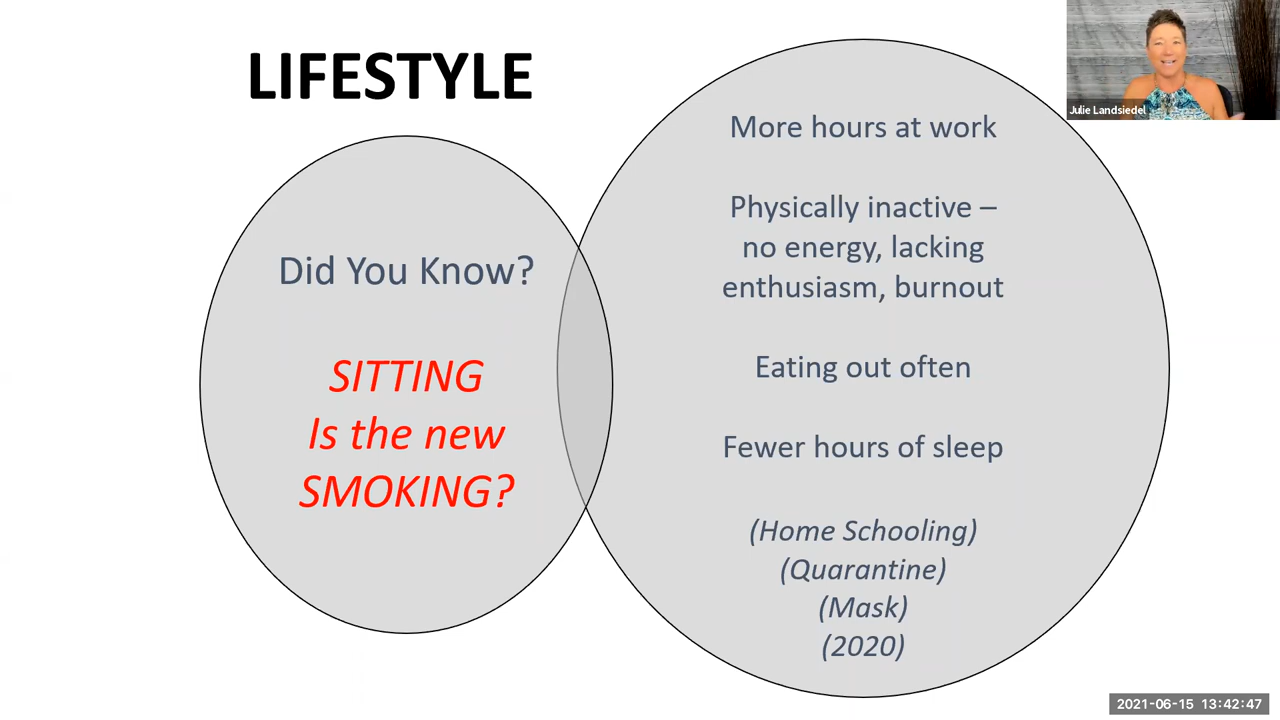 LIFESTYLE
Did You Know?
SITTING
Is the new
SMOKING?
More hours at work
Physically inactive –
no energy, lacking
enthusiasm, burnout
Eating out often
Fewer hours of sleep
(Home Schooling)
(Quarantine)
(Mask)
(2020)
Julie Landsiedel
2021-06-15 13:42:47